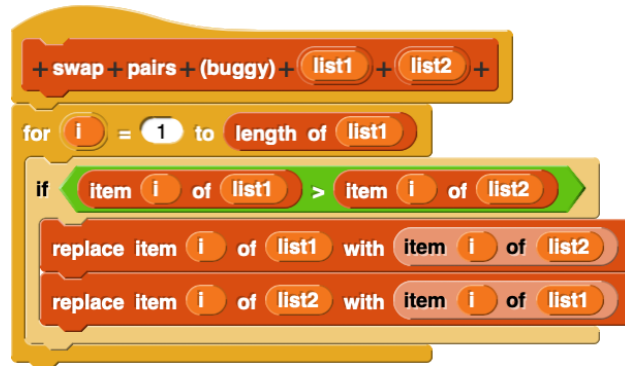 + swap + pairs + (buggy) + list1 + list2 +
for i = 1 to length of list1
if item i of list1 > item i of list2
replace item i of list1 with item i of list2
replace item i of list2 with item i of list1